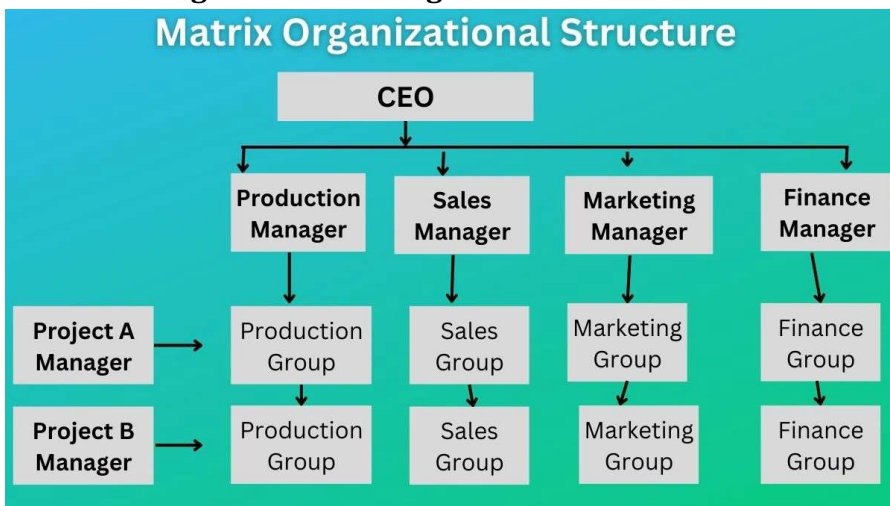 Matrix Organizational Structure
CEO
Production
Manager
Sales
Manager
Marketing
Manager
Finance
Manager
Project A
Manager
Production
Group
Sales
Group
Marketing
Group
Finance
Group
Project B
Manager
Production
Group
Sales
Group
Marketing
Group
Finance
Group